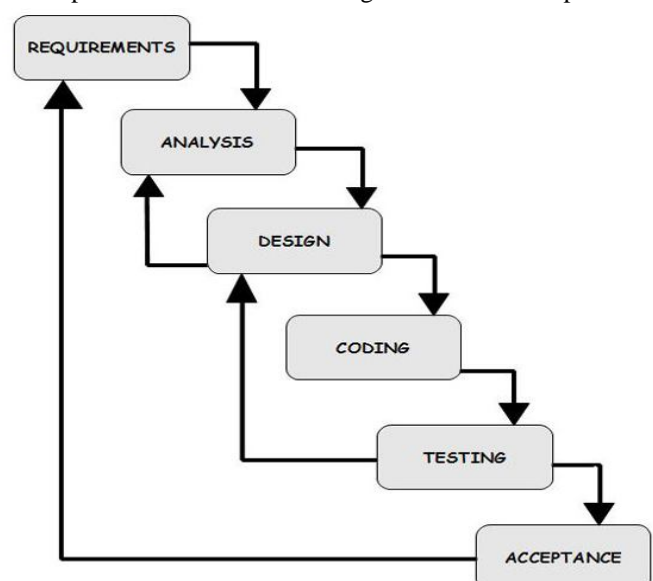 REQUIREMENTS
ANALYSIS
DESIGN
CODING
TESTING
ACCEPTANCE